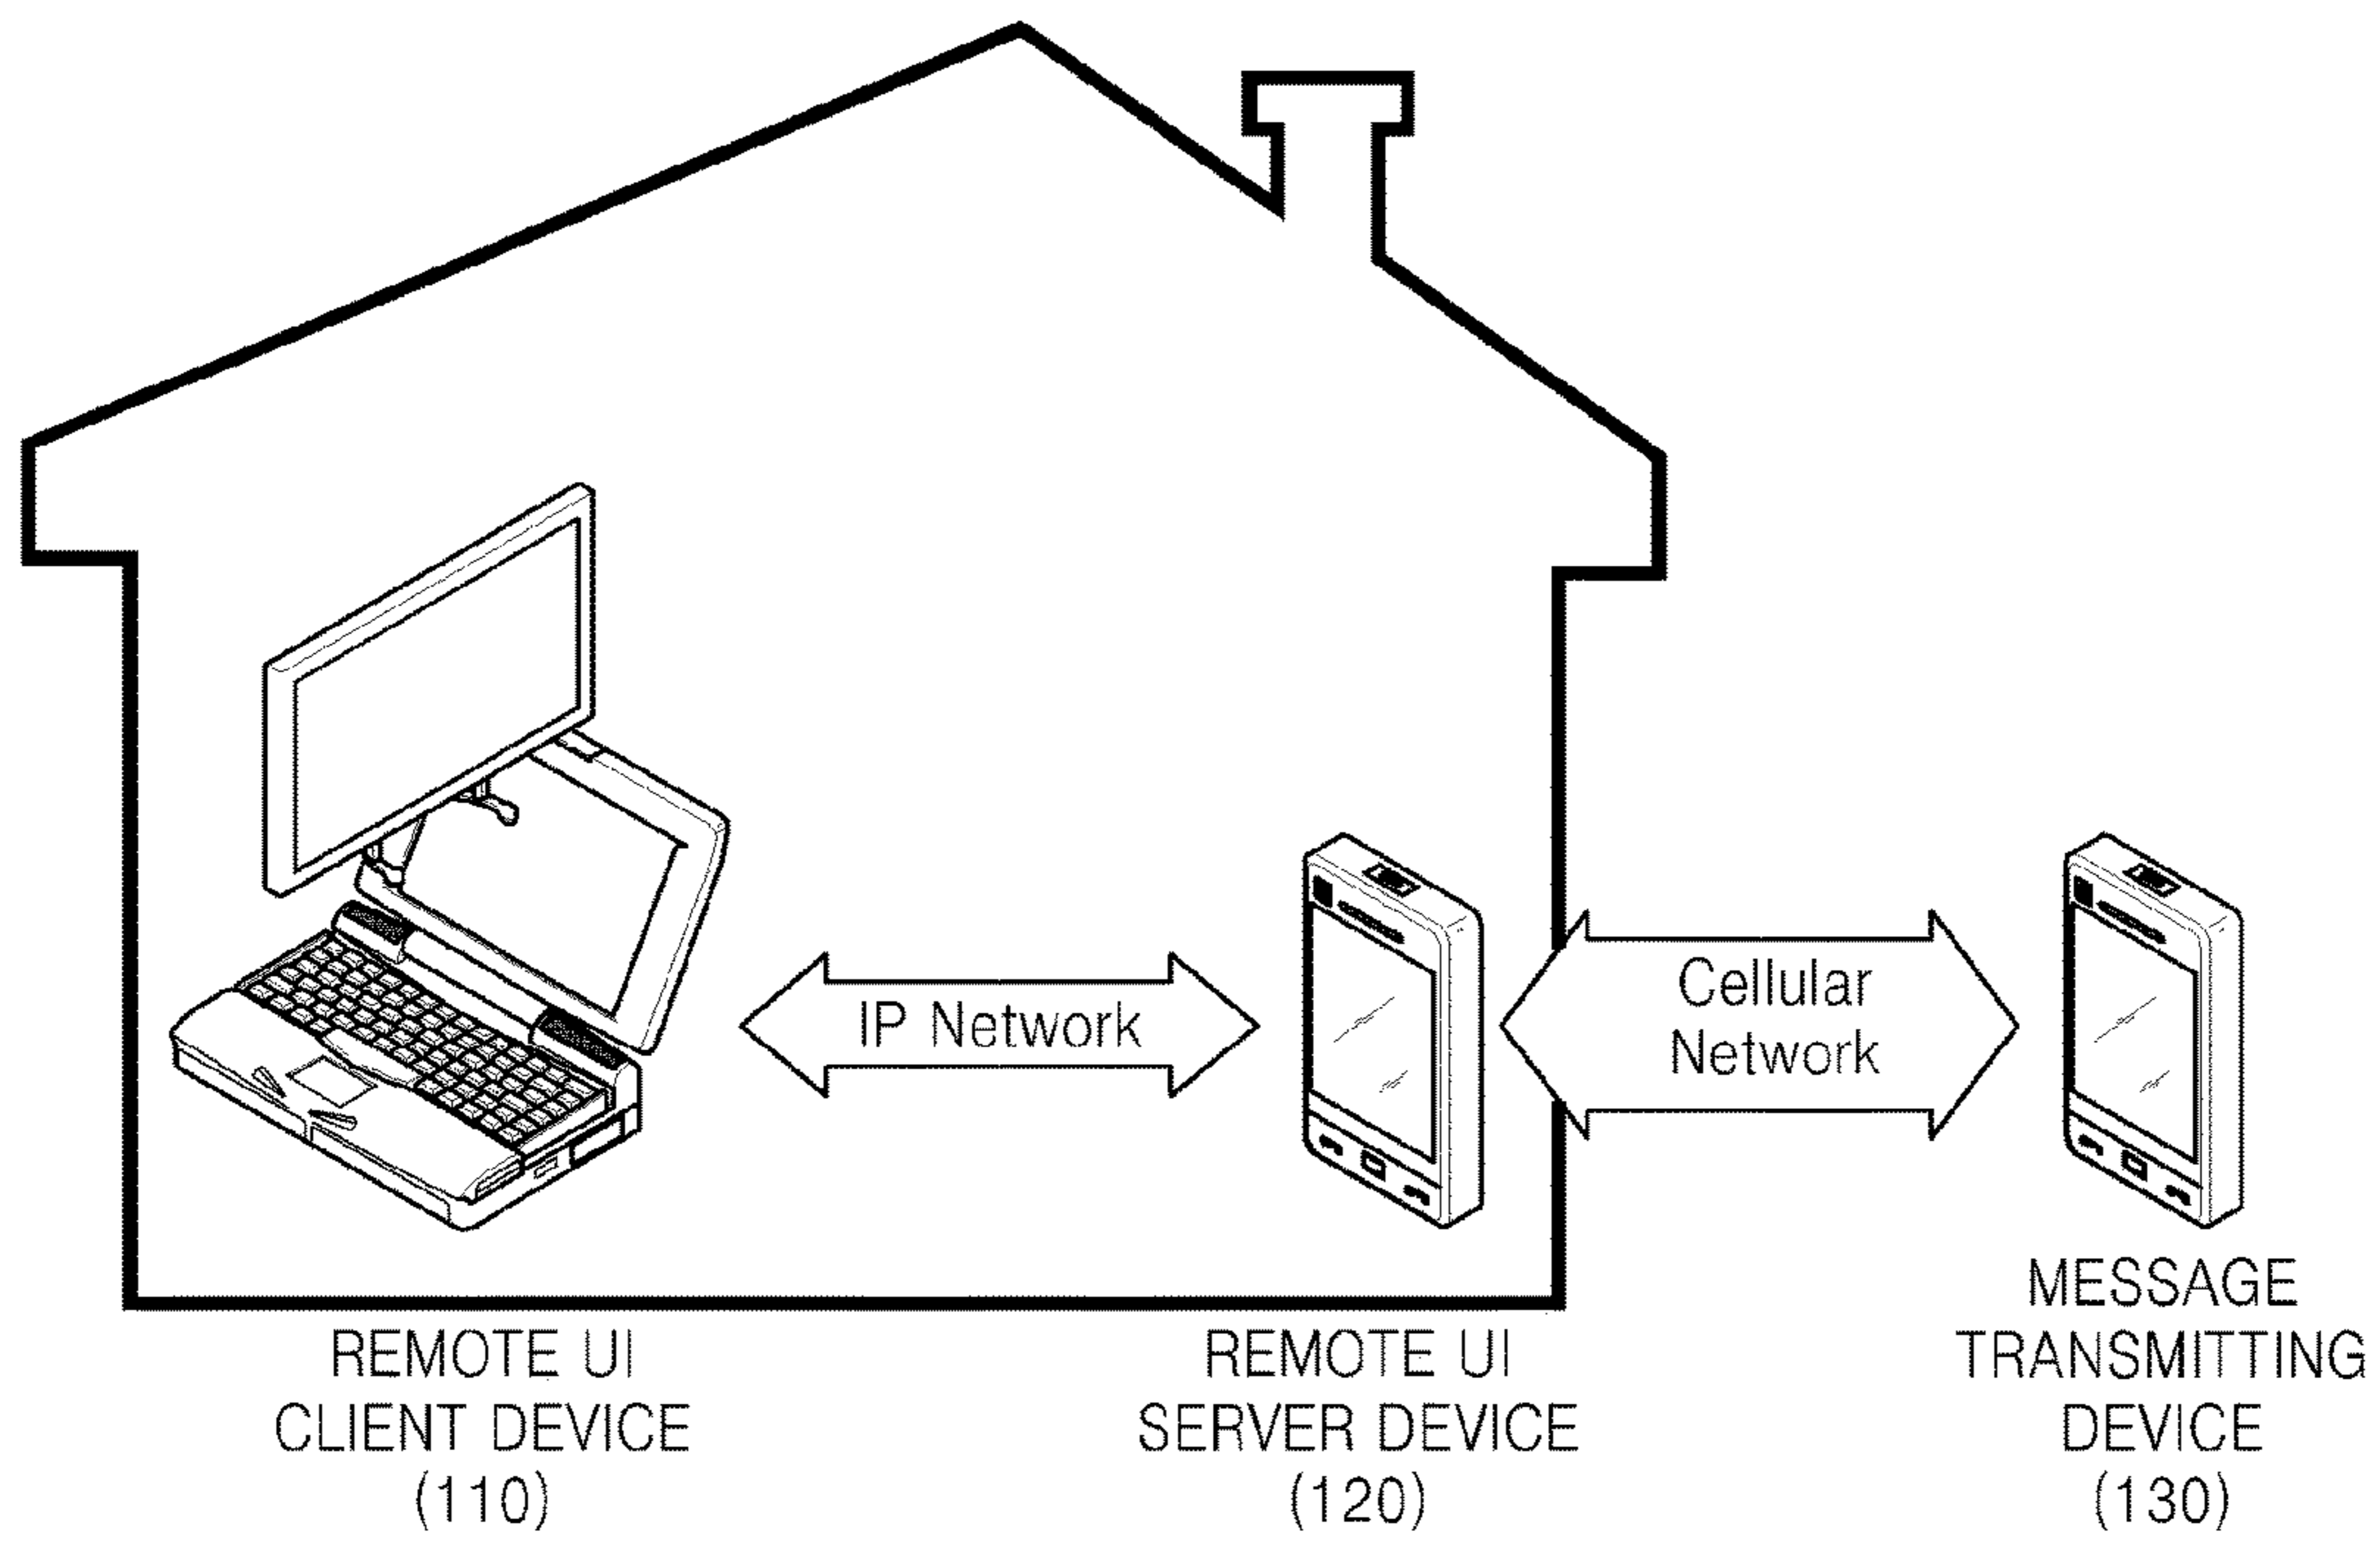 IP Network
Cellular
Network
REMOTE UI
CLIENT DEVICE
(110)
REMOTE UI
SERVER DEVICE
(120)
MESSAGE
TRANSMITTING
DEVICE
(130)